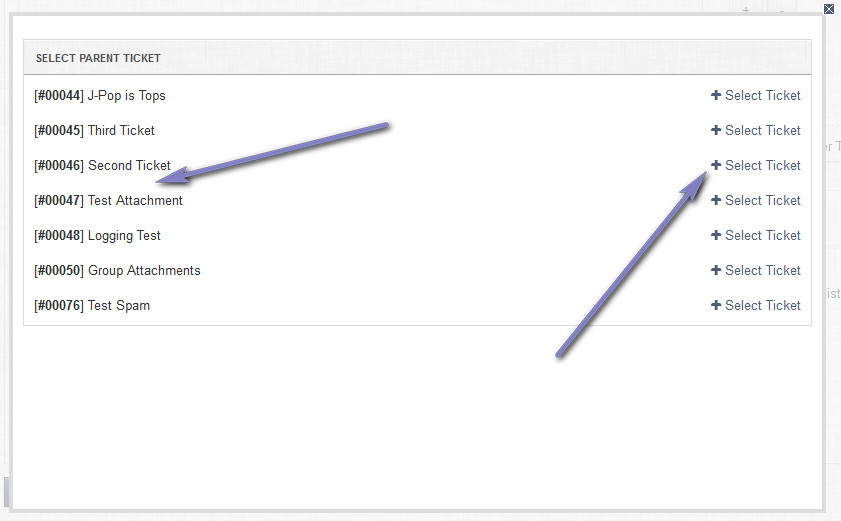 SELECT PARENT TICKET
[#00044] J-Pop is Tops + Select Ticket
[#00045] Third Ticket + Select Ticket
[#00046] Second Ticket + Select Ticket
[#00047] Test Attachment + Select Ticket
[#00048] Logging Test + Select Ticket
[#00050] Group Attachments + Select Ticket
[#00076] Test Spam + Select Ticket